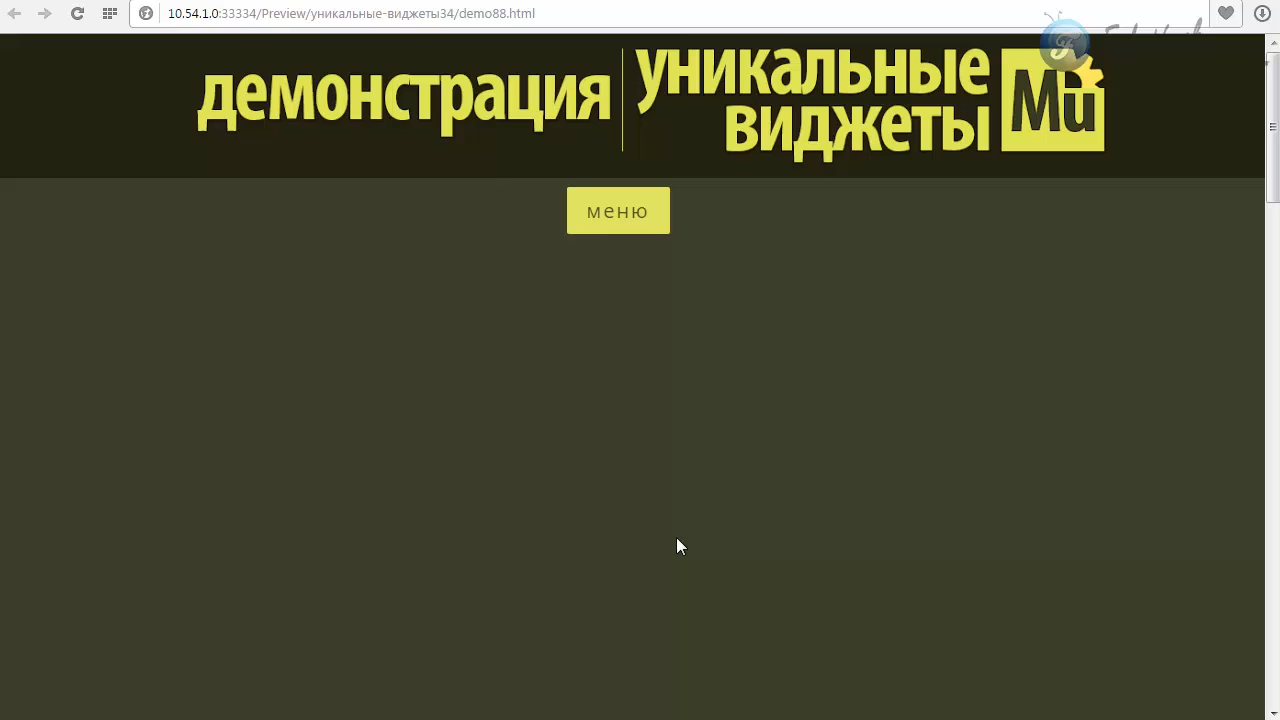 10.54.1.0:33334/Preview/уникальные-виджеты34/demo88.html
демонстрация
уникальные
виджеты
Mu
меню